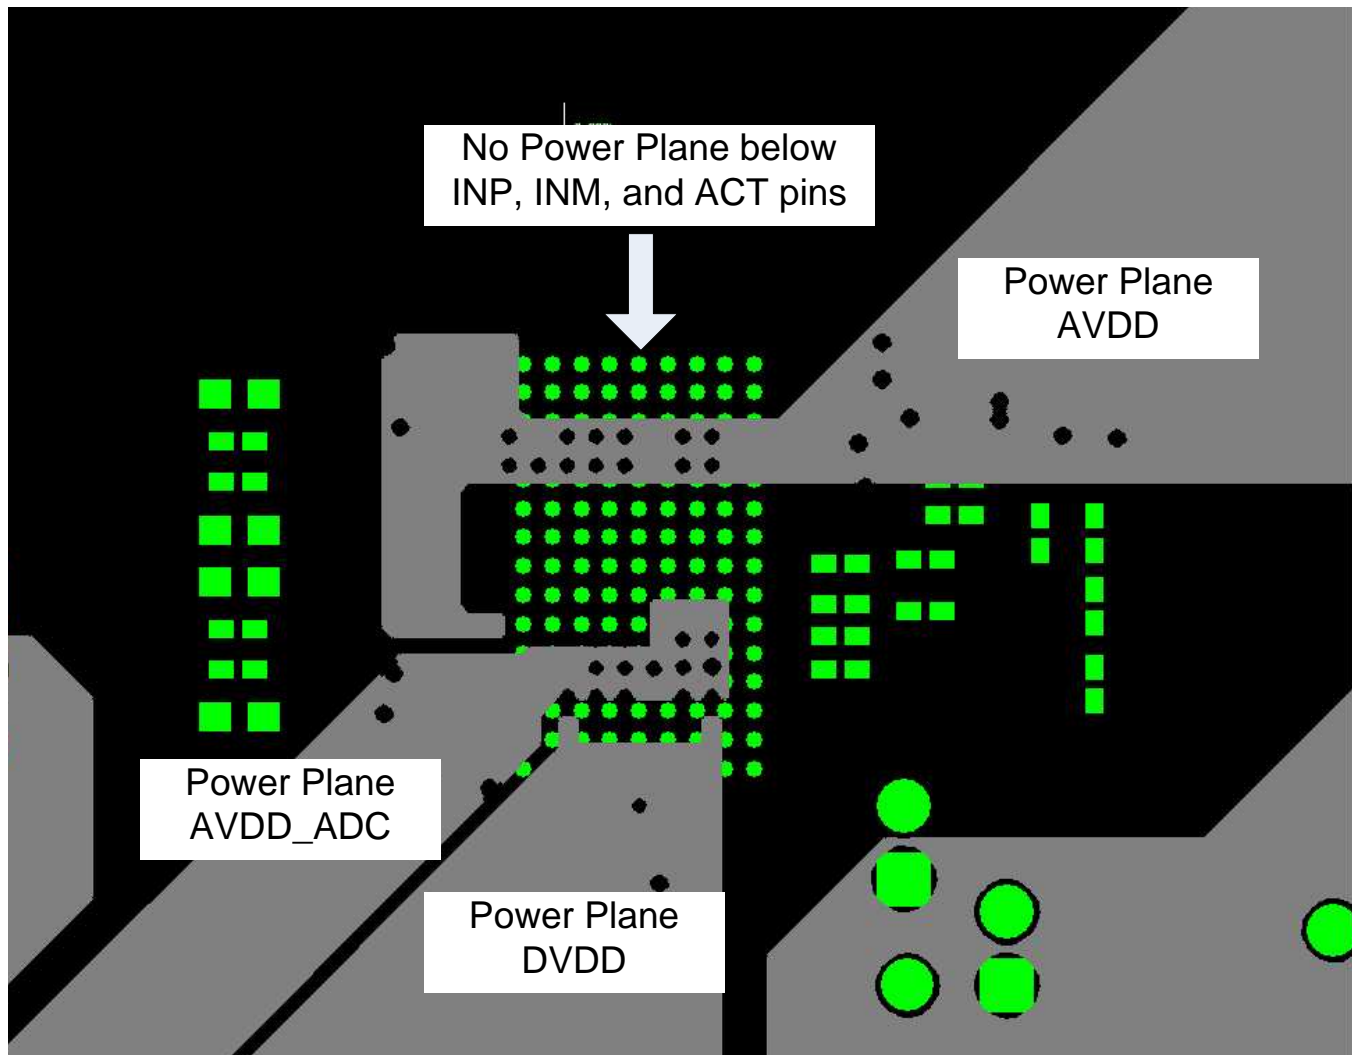 No Power Plane below
INP, INM, and ACT pins
Power Plane
AVDD
Power Plane
AVDD_ADC
Power Plane
DVDD